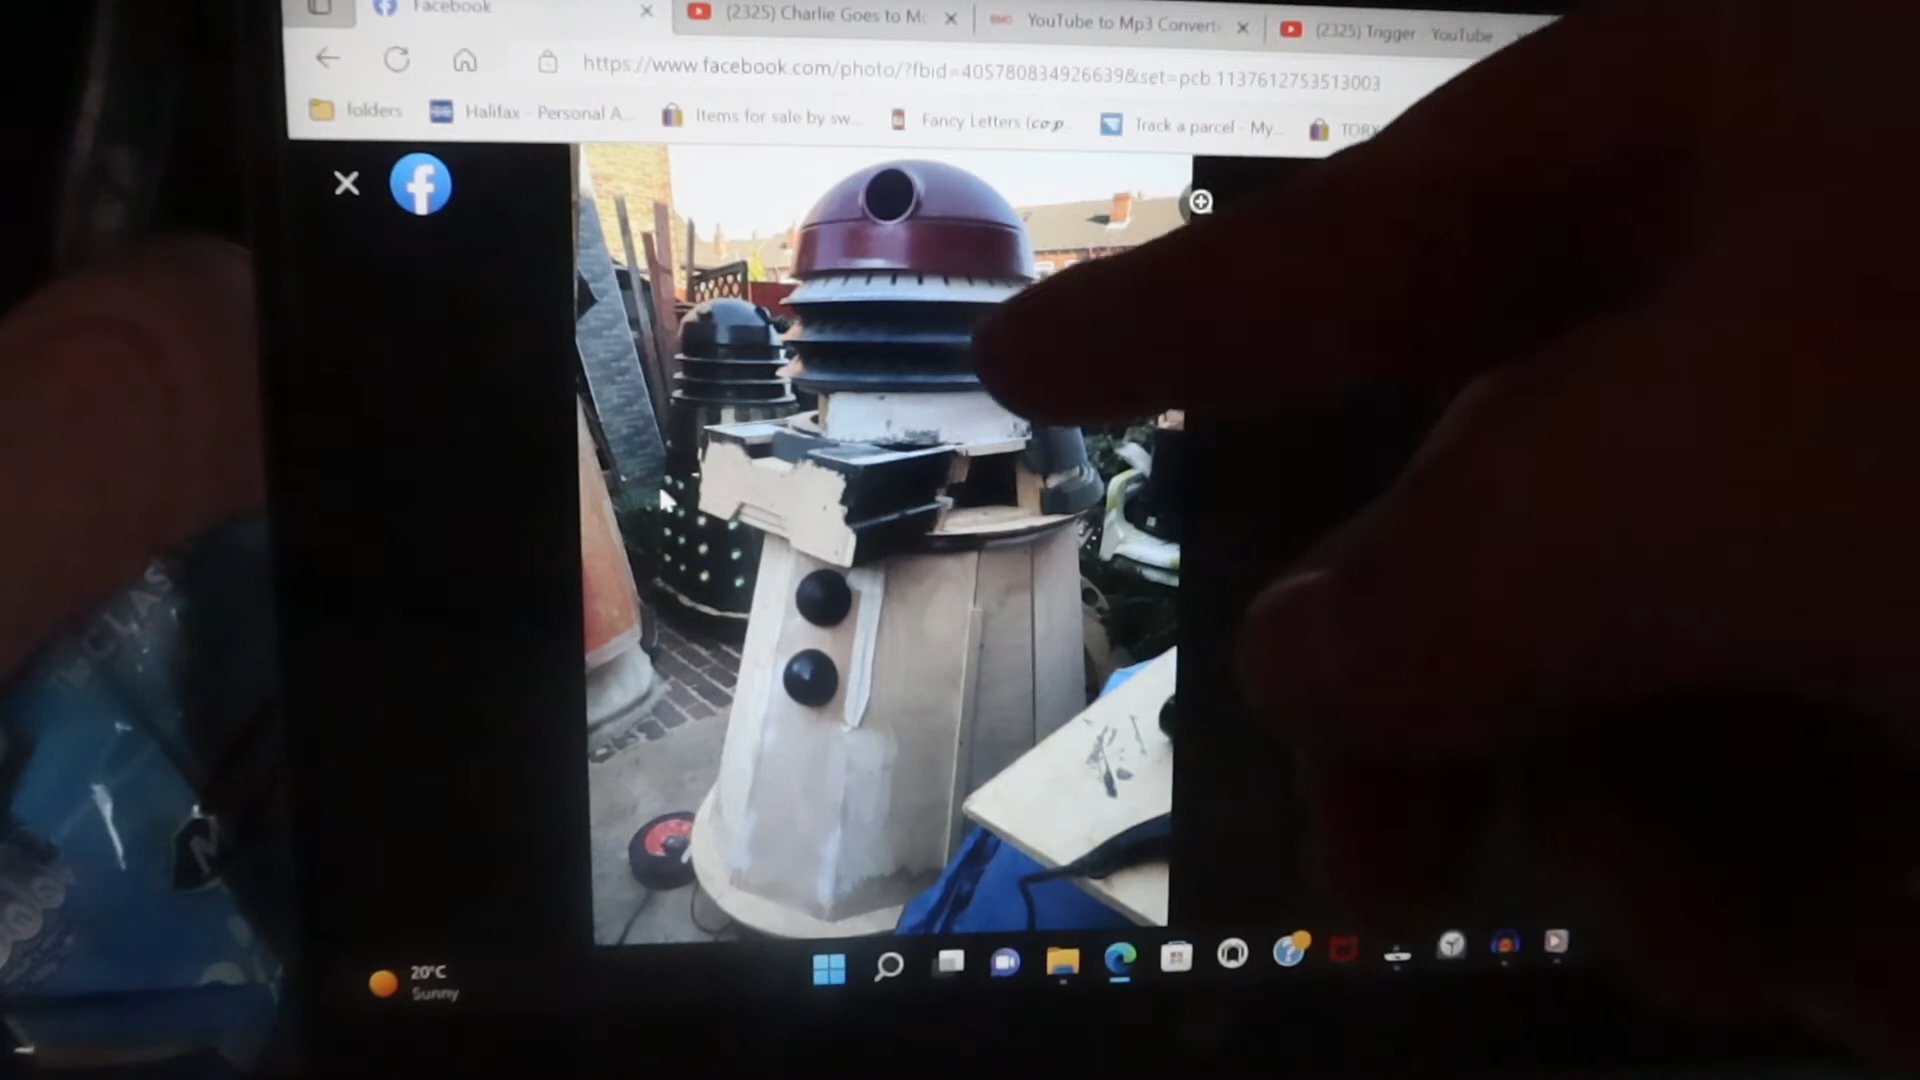 Facebook
(2325) Charlie Goes to Mo
YouTube to Mp3 Convert
(2325) Trigger - YouTube
https://www.facebook.com/photo/?fbid=405780834926639&set=pcb.1137612753513003
folders
Halifax - Personal A...
Items for sale by sw...
Fancy Letters (𝒄𝒐𝒑
Track a parcel - My...
TORX
20°C
Sunny